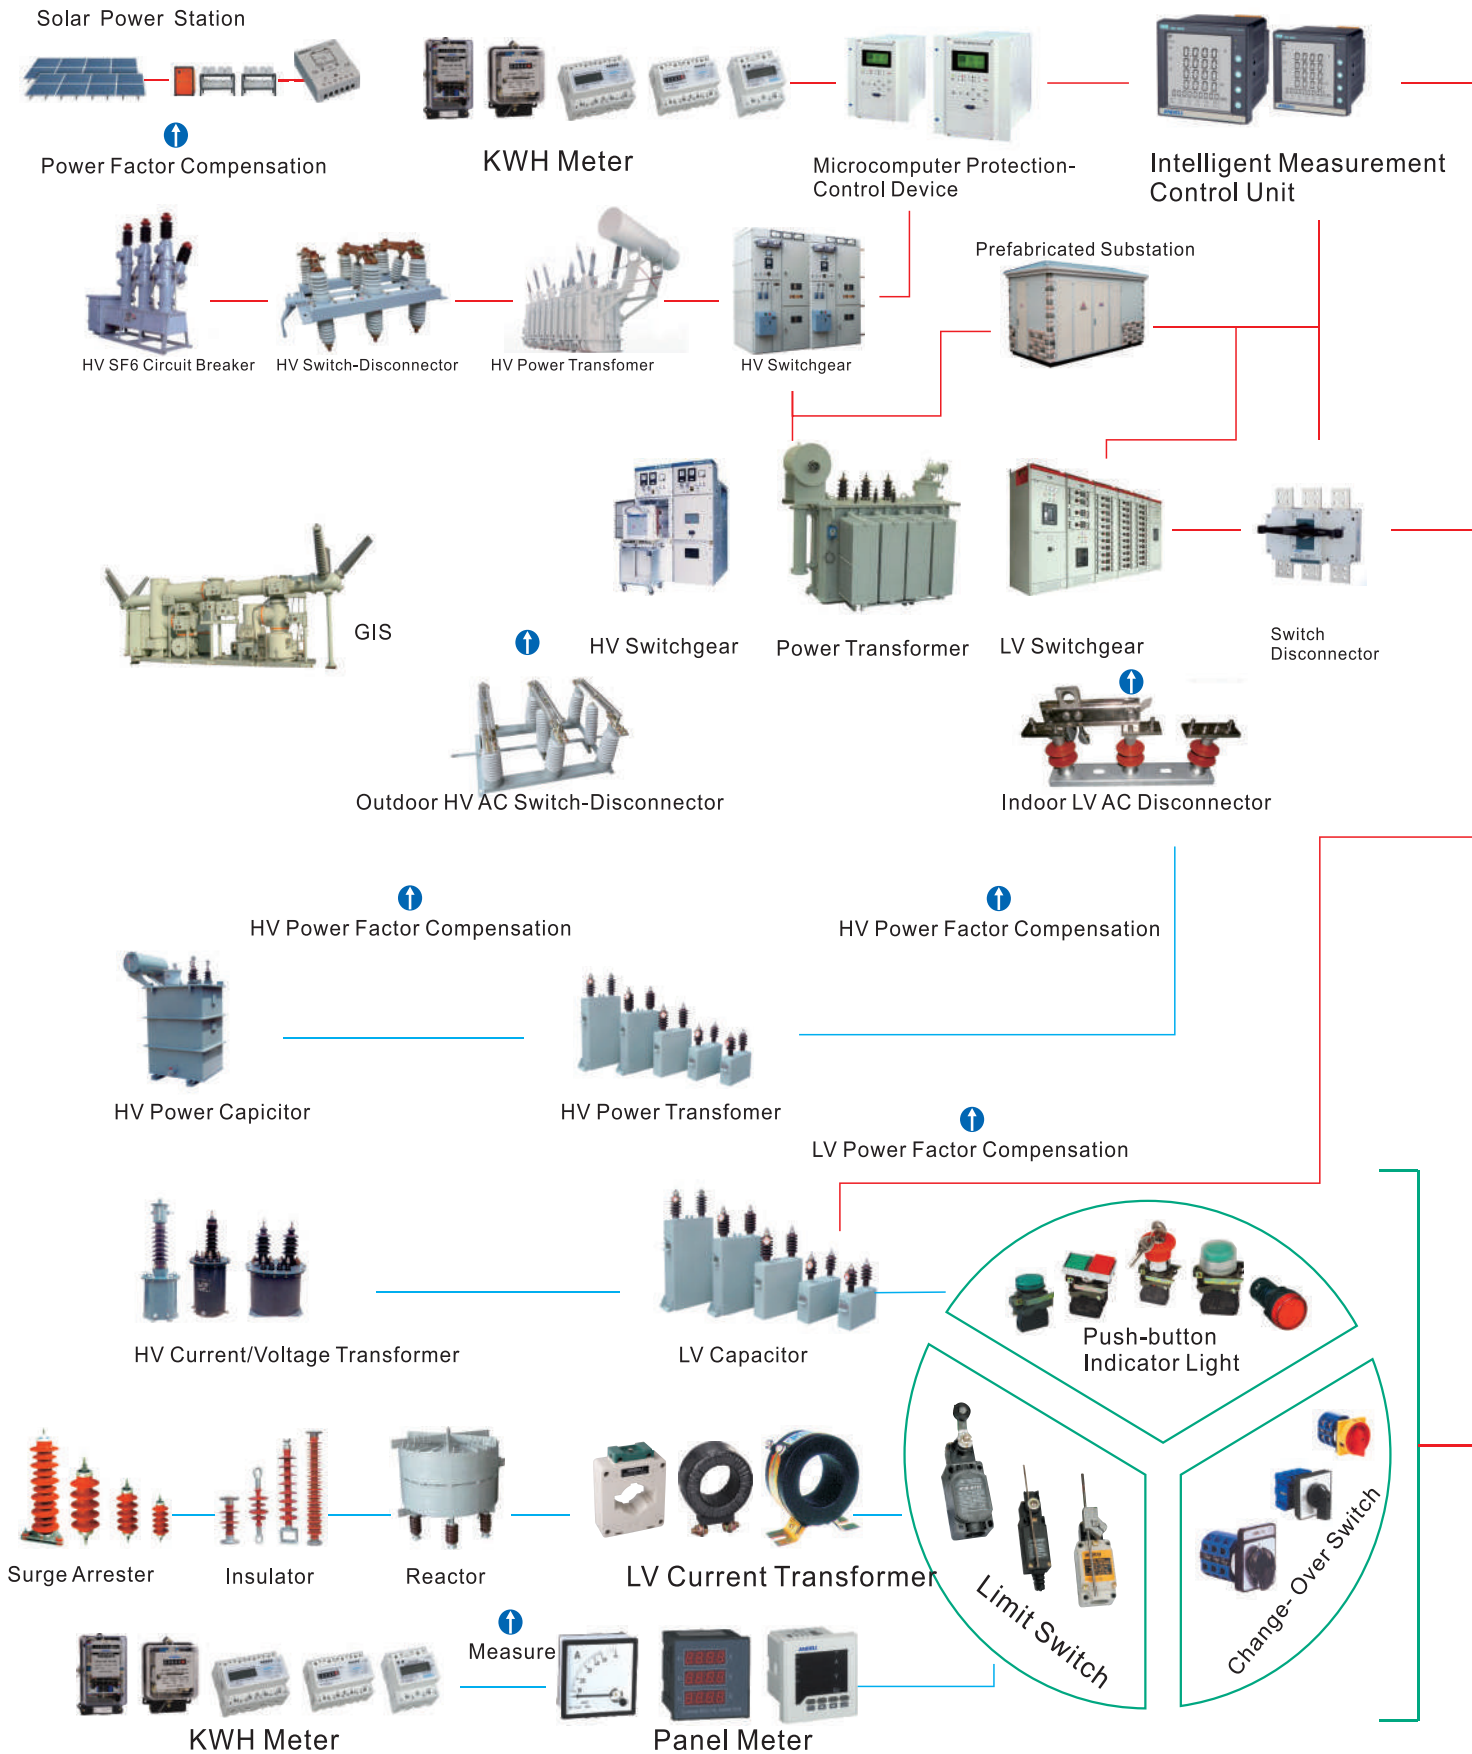 Solar Power Station
Power Factor Compensation
KWH Meter
Microcomputer Protection-
Control Device
Intelligent Measurement
Control Unit
Prefabricated Substation
HV SF6 Circuit Breaker
HV Switch-Disconnector
HV Power Transfomer
HV Switchgear
GIS
HV Switchgear
Power Transformer
LV Switchgear
Switch
Disconnector
Outdoor HV AC Switch-Disconnector
Indoor LV AC Disconnector
HV Power Factor Compensation
HV Power Factor Compensation
HV Power Capicitor
HV Power Transfomer
LV Power Factor Compensation
HV Current/Voltage Transformer
LV Capacitor
Push-button
Indicator Light
Surge Arrester
Insulator
Reactor
LV Current Transformer
Limit Switch
Change- Over Switch
Measure
KWH Meter
Panel Meter